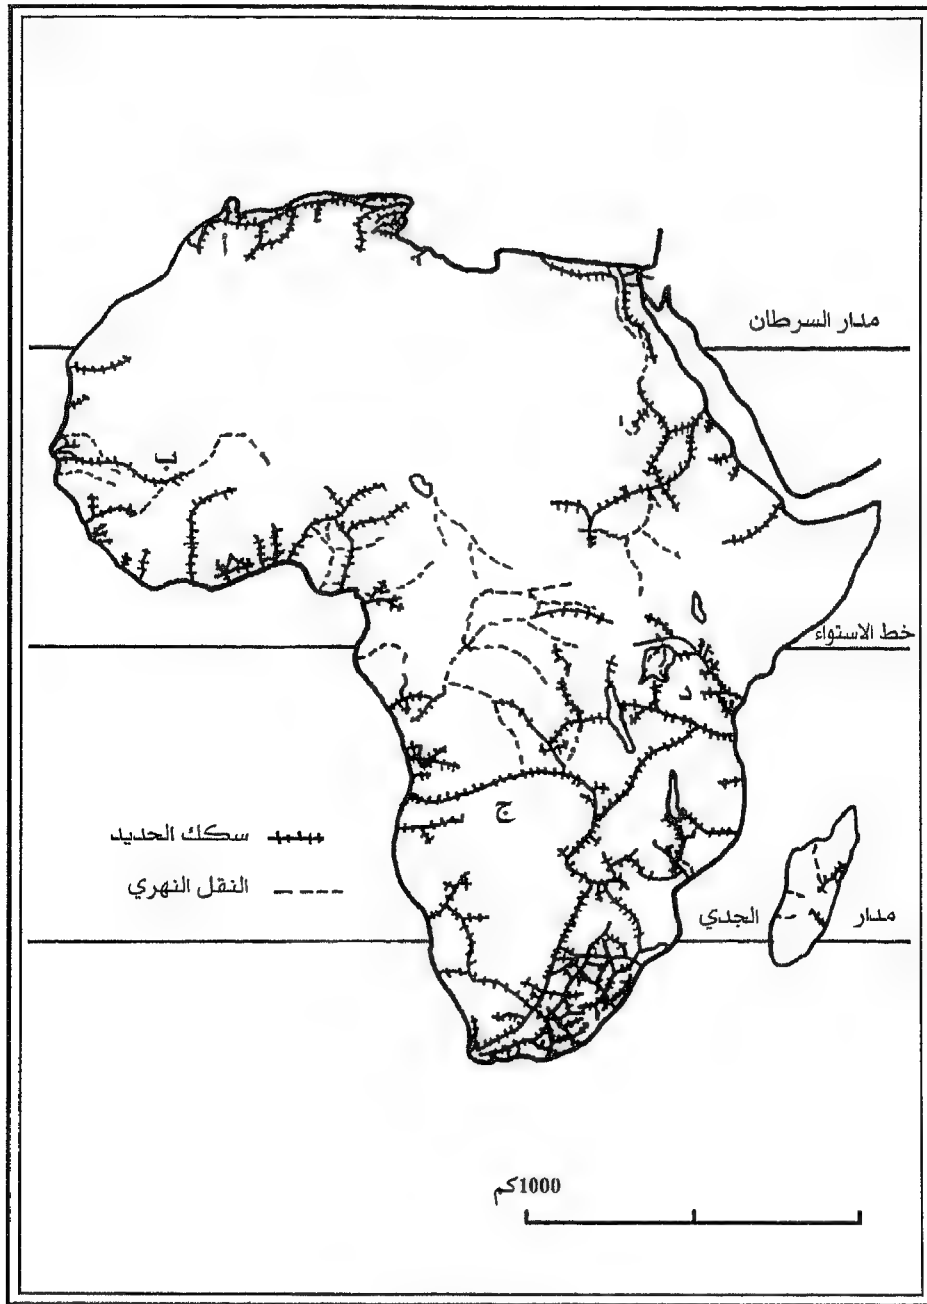 أ
مدار السرطان
ب
خط الاستواء
د
ج
سكك الحديد
النقل النهري
مدار الجدي
1000كم